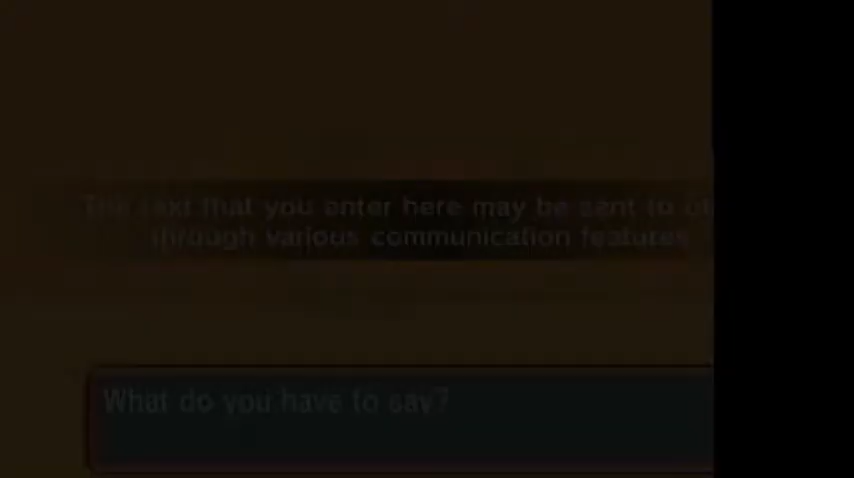 The text that you enter here may be sent to
through various communication features
What do you have to say?